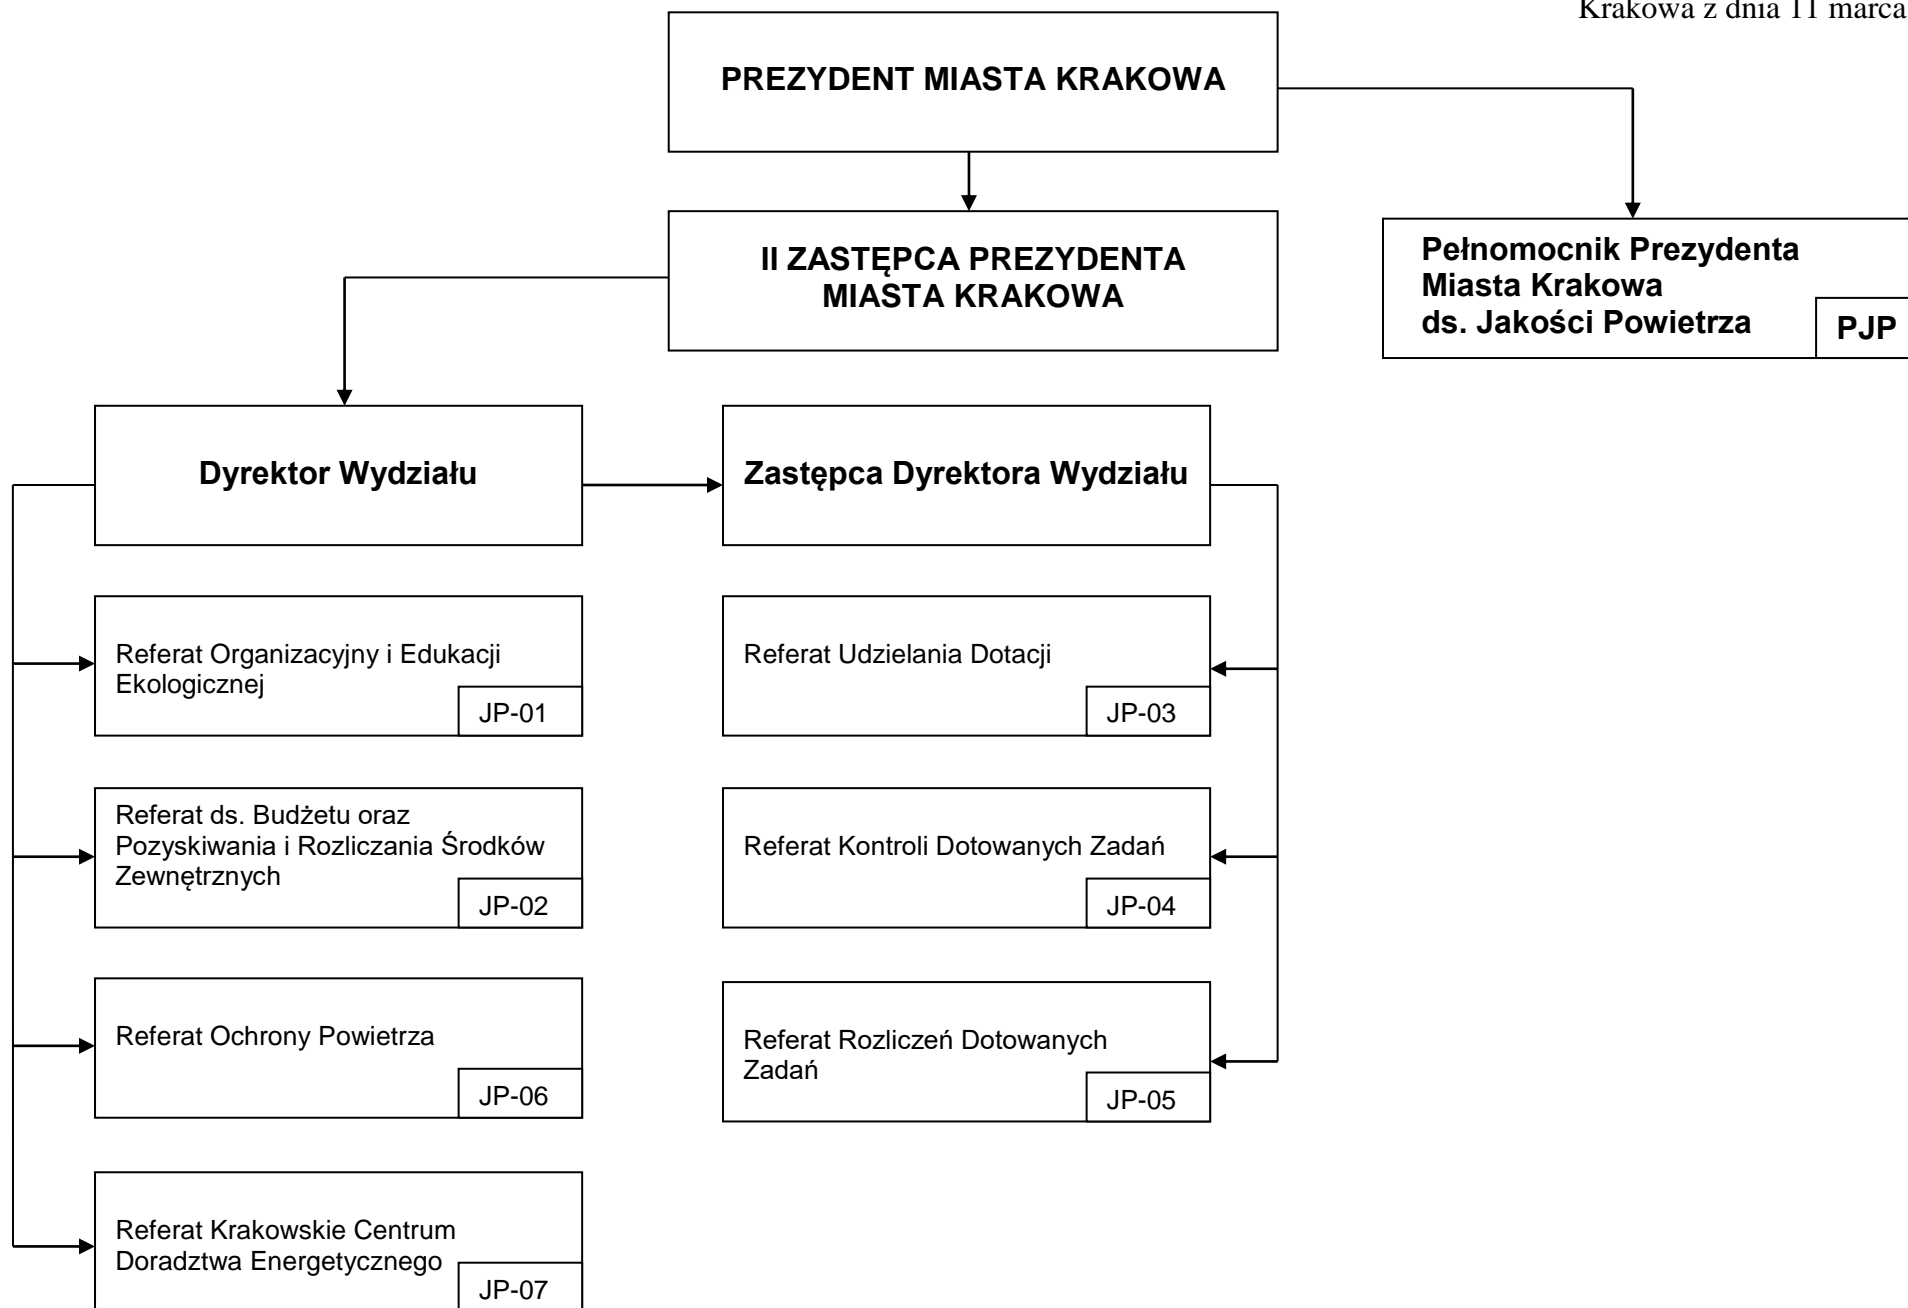 Krakowa z dnia 11 marca
PREZYDENT MIASTA KRAKOWA
II ZASTĘPCA PREZYDENTA
MIASTA KRAKOWA
Pełnomocnik Prezydenta
Miasta Krakowa
ds. Jakości Powietrza
PJP
Dyrektor Wydziału
Zastępca Dyrektora Wydziału
Referat Organizacyjny i Edukacji
Ekologicznej
JP-01
Referat Udzielania Dotacji
JP-03
Referat ds. Budżetu oraz
Pozyskiwania i Rozliczania Środków
Zewnętrznych
JP-02
Referat Kontroli Dotowanych Zadań
JP-04
Referat Ochrony Powietrza
JP-06
Referat Rozliczeń Dotowanych
Zadań
JP-05
Referat Krakowskie Centrum
Doradztwa Energetycznego
JP-07